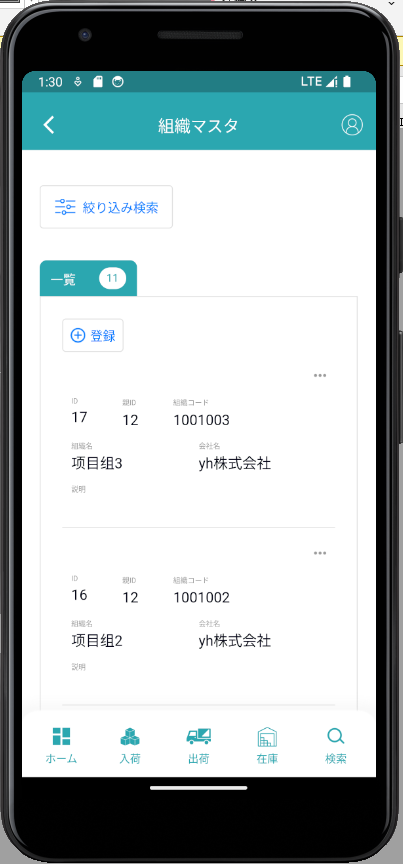 1:30 LTE
組織マスタ
絞り込み検索
一覧 11
登録
ID 親ID 組織コード
17 12 1001003
組織名 会社名
项目组3 yh株式会社
説明
ID 親ID 組織コード
16 12 1001002
組織名 会社名
项目组2 yh株式会社
説明
ホーム 入荷 出荷 在庫 検索